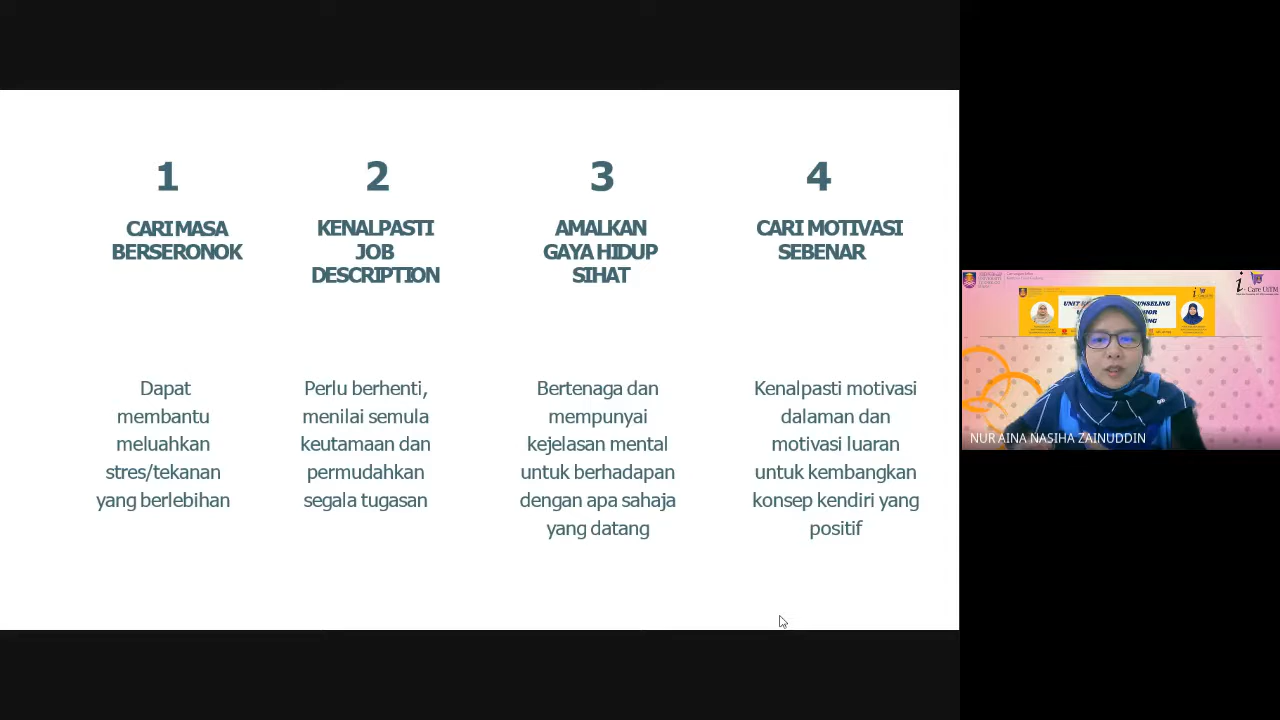 1
CARI MASA
BERSERONOK
Dapat
membantu
meluahkan
stres/tekanan
yang berlebihan
2
KENALPASTI
JOB
DESCRIPTION
Perlu berhenti,
menilai semula
keutamaan dan
permudahkan
segala tugasan
3
AMALKAN
GAYA HIDUP
SIHAT
Bertenaga dan
mempunyai
kejelasan mental
untuk berhadapan
dengan apa sahaja
yang datang
4
CARI MOTIVASI
SEBENAR
Kenalpasti motivasi
dalaman dan
motivasi luaran
untuk kembangkan
konsep kendiri yang
positif
i-Care UiTM
NUR AINA NASIHA ZAINUDDIN